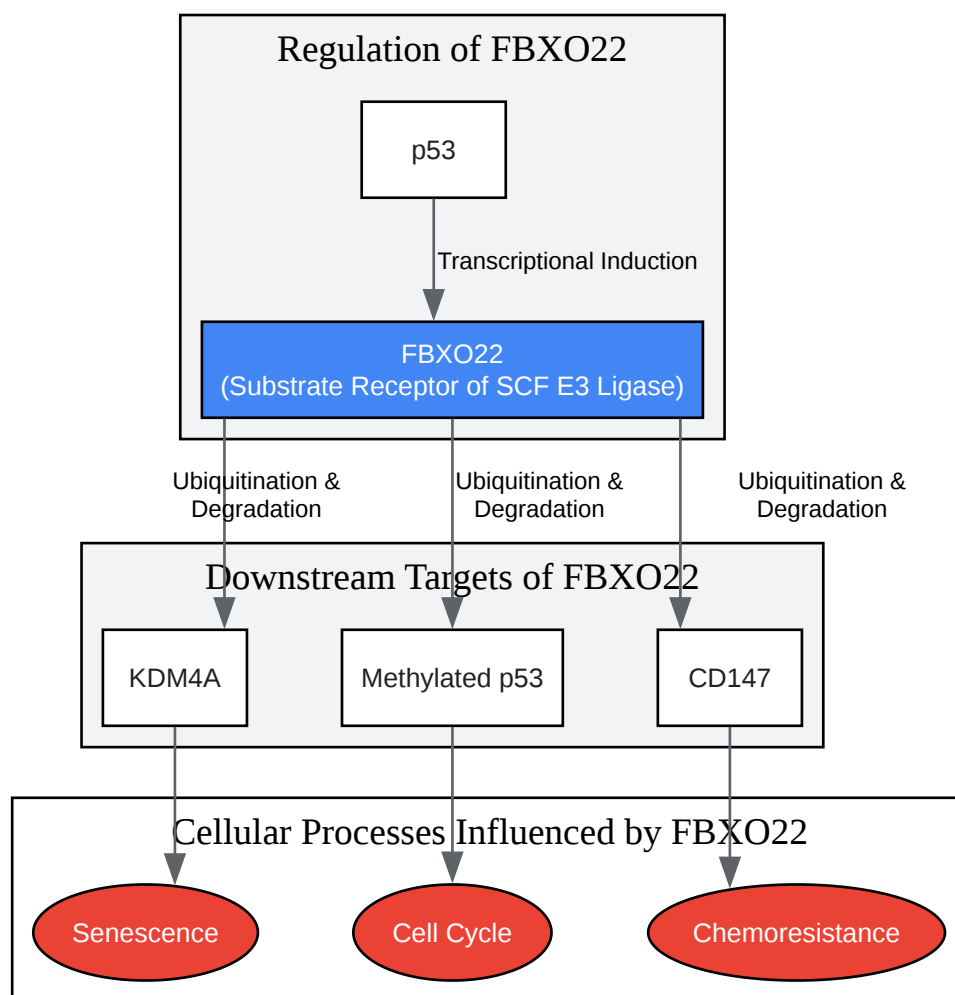 Regulation of FBXO22
p53
Transcriptional Induction
FBXO22
(Substrate Receptor of SCF E3 Ligase)
Ubiquitination &
Degradation
Ubiquitination &
Degradation
Ubiquitination &
Degradation
Downstream Targets of FBXO22
KDM4A
Methylated p53
CD147
Cellular Processes Influenced by FBXO22
Senescence
Cell Cycle
Chemoresistance